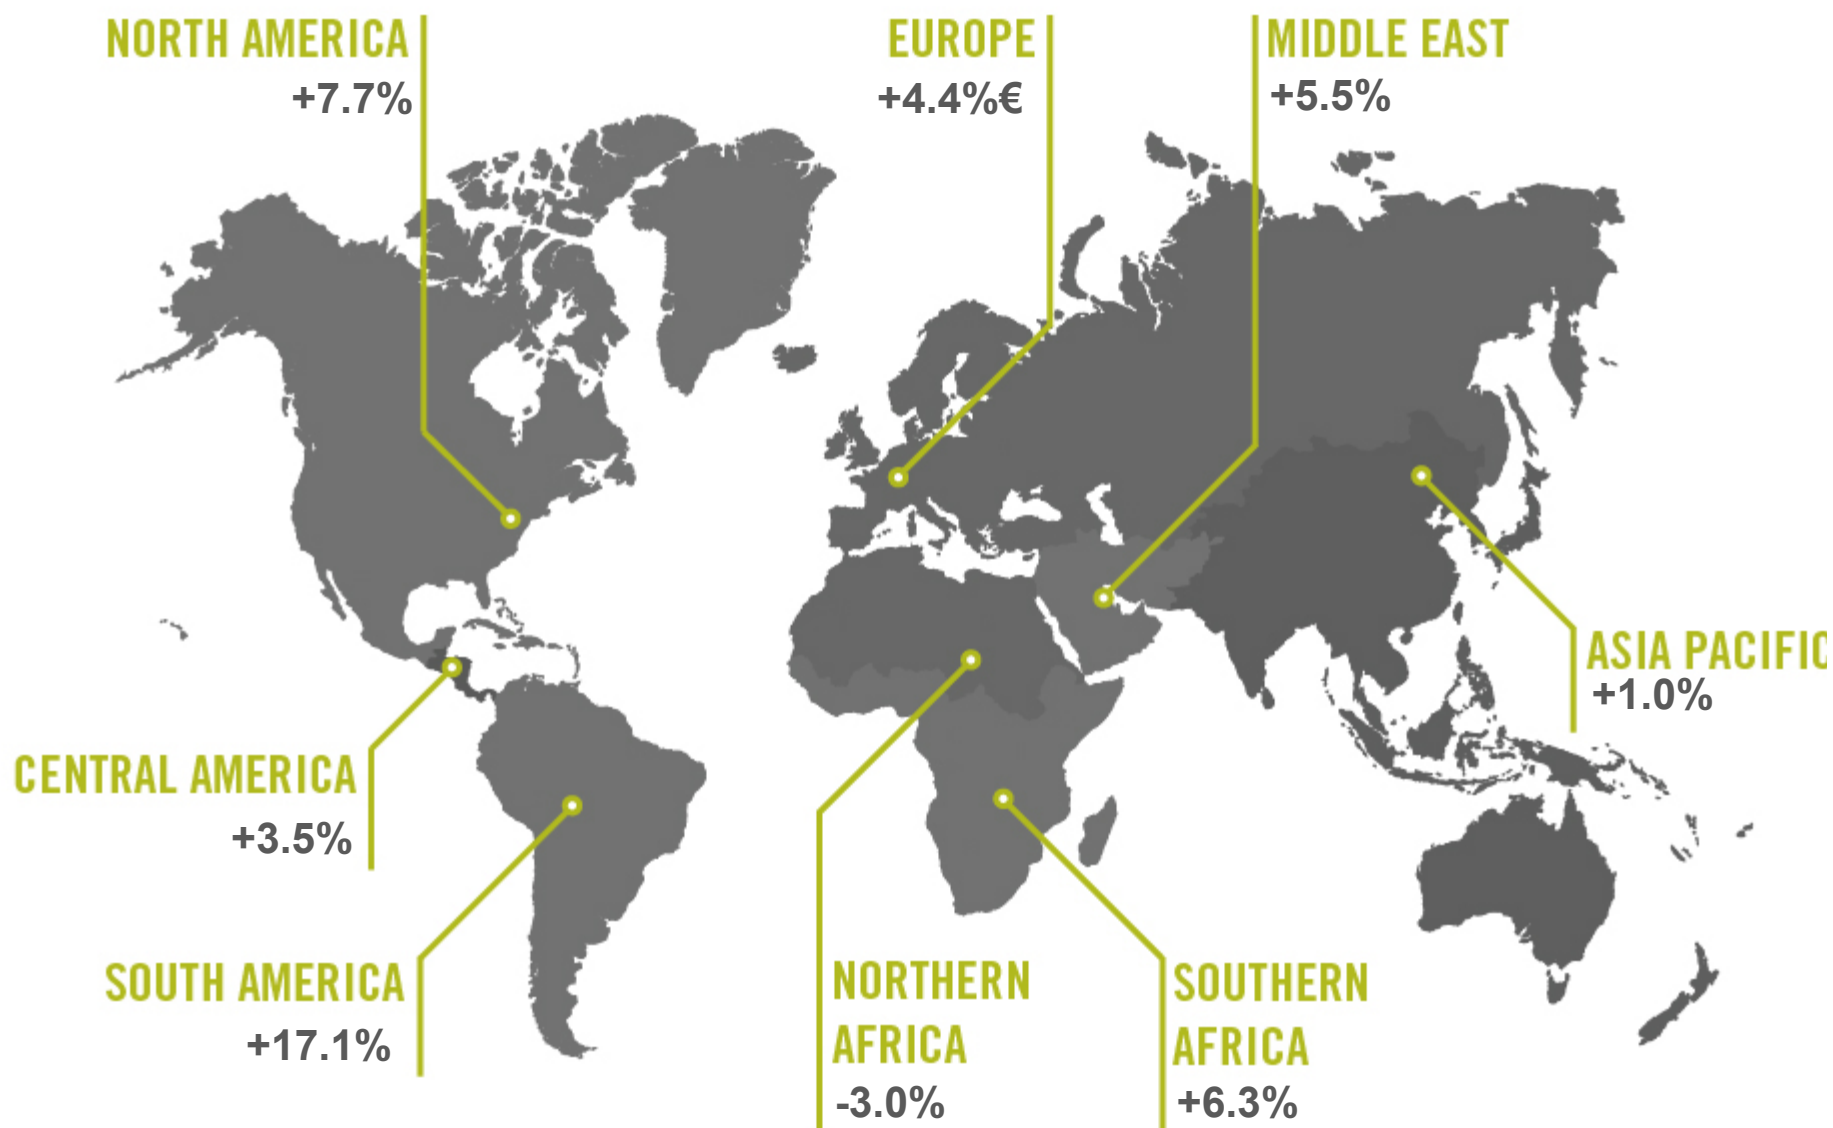 NORTH AMERICA
+7.7%
EUROPE
+4.4%€
MIDDLE EAST
+5.5%
ASIA PACIFIC
+1.0%
CENTRAL AMERICA
+3.5%
SOUTH AMERICA
+17.1%
NORTHERN
AFRICA
-3.0%
SOUTHERN
AFRICA
+6.3%